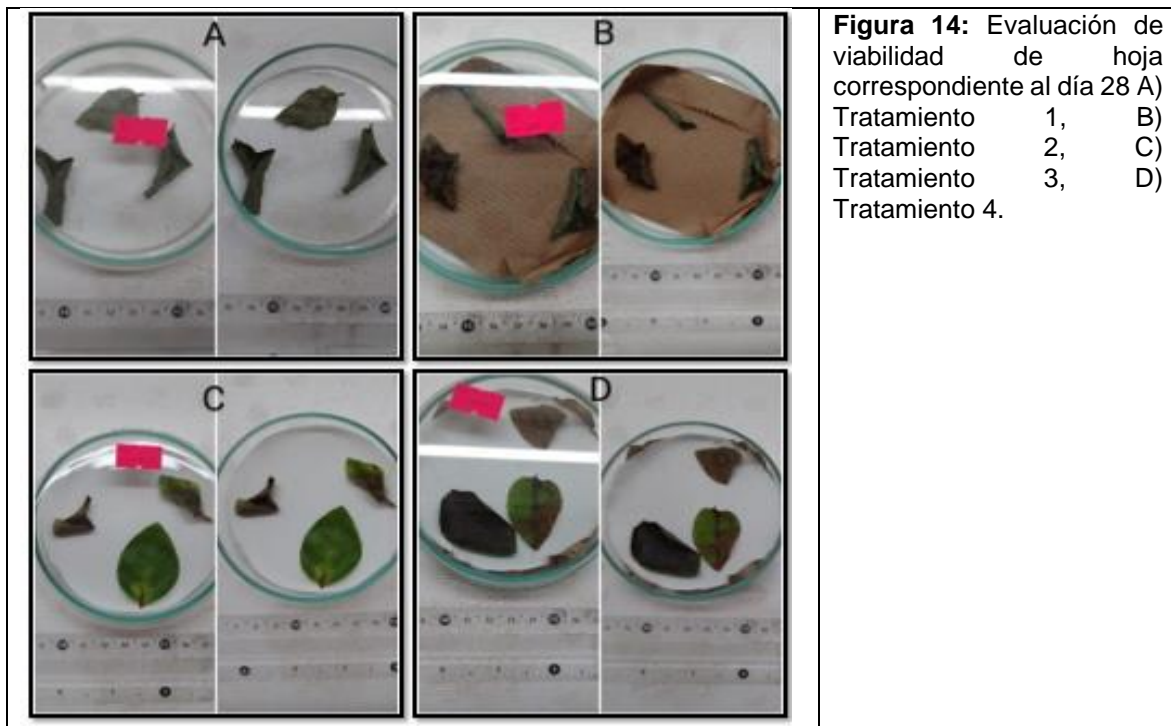 A
B
C
D
Figura 14: Evaluación de
viabilidad de hoja
correspondiente al día 28 A)
Tratamiento 1, B)
Tratamiento 2, C)
Tratamiento 3, D)
Tratamiento 4.